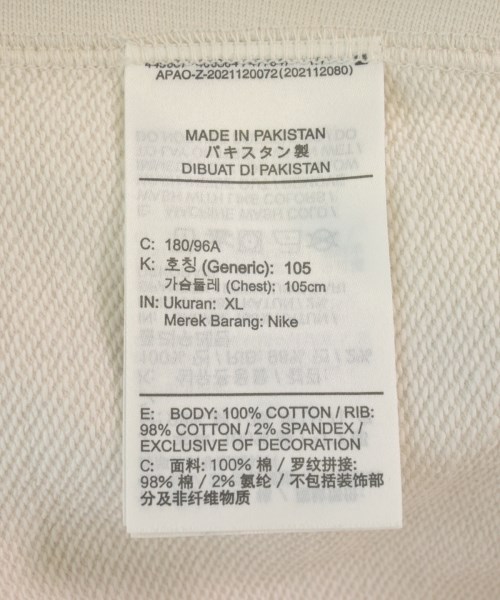 APAO-Z-2021120072(202112080)
MADE IN PAKISTAN
パキスタン製
DIBUAT DI PAKISTAN
C: 180/96A
K: 호칭 (Generic): 105
가슴둘레 (Chest): 105cm
IN: Ukuran: XL
Merek Barang: Nike
E: BODY: 100% COTTON / RIB:
98% COTTON / 2% SPANDEX /
EXCLUSIVE OF DECORATION
C: 面料: 100% 棉 / 罗纹拼接:
98% 棉 / 2% 氨纶 / 不包括装饰部
分及非纤维物质